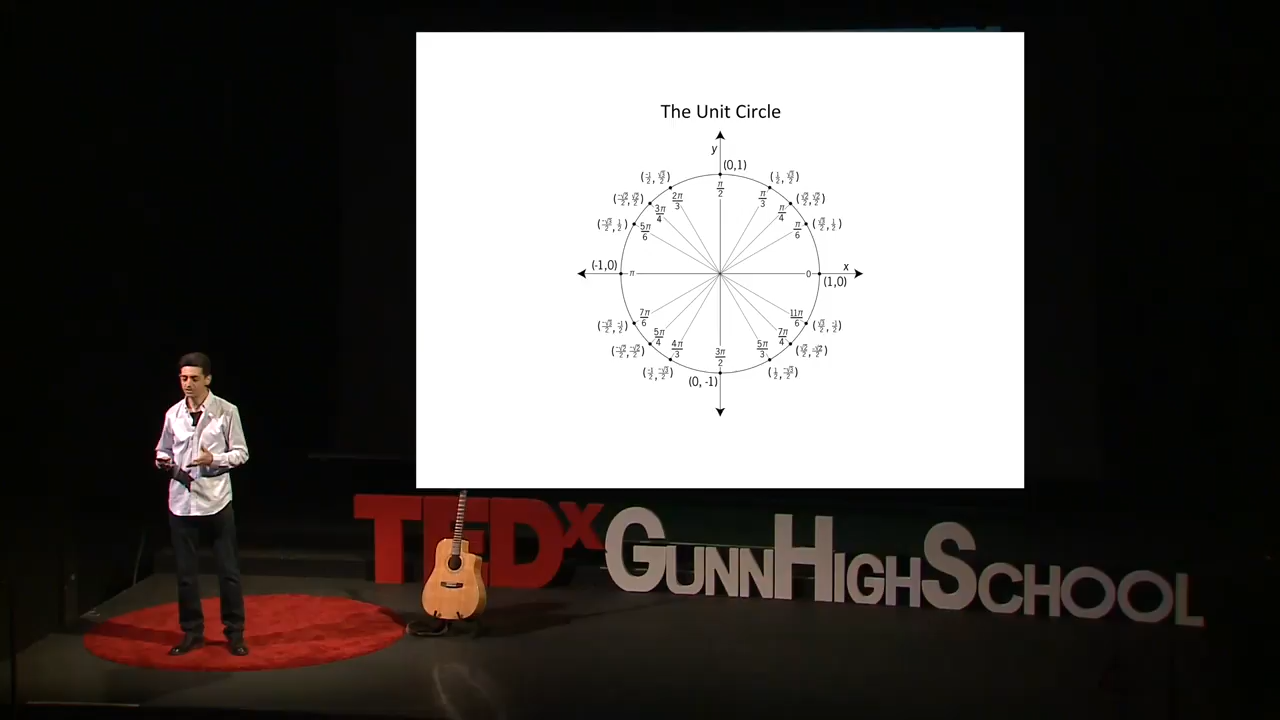 The Unit Circle
y
(0,1)
(-1/2, √3/2)
(1/2, √3/2)
π/2
2π/3
π/3
(-√2/2, √2/2)
(√2/2, √2/2)
3π/4
π/4
(-√3/2, 1/2)
(√3/2, 1/2)
5π/6
π/6
(-1,0)
x
π
0
(1,0)
7π/6
11π/6
(-√3/2, -1/2)
(√3/2, -1/2)
5π/4
7π/4
(-√2/2, -√2/2)
(√2/2, -√2/2)
4π/3
5π/3
3π/2
(-1/2, -√3/2)
(1/2, -√3/2)
(0, -1)
TEDxGUNNHIGHSCHOOL